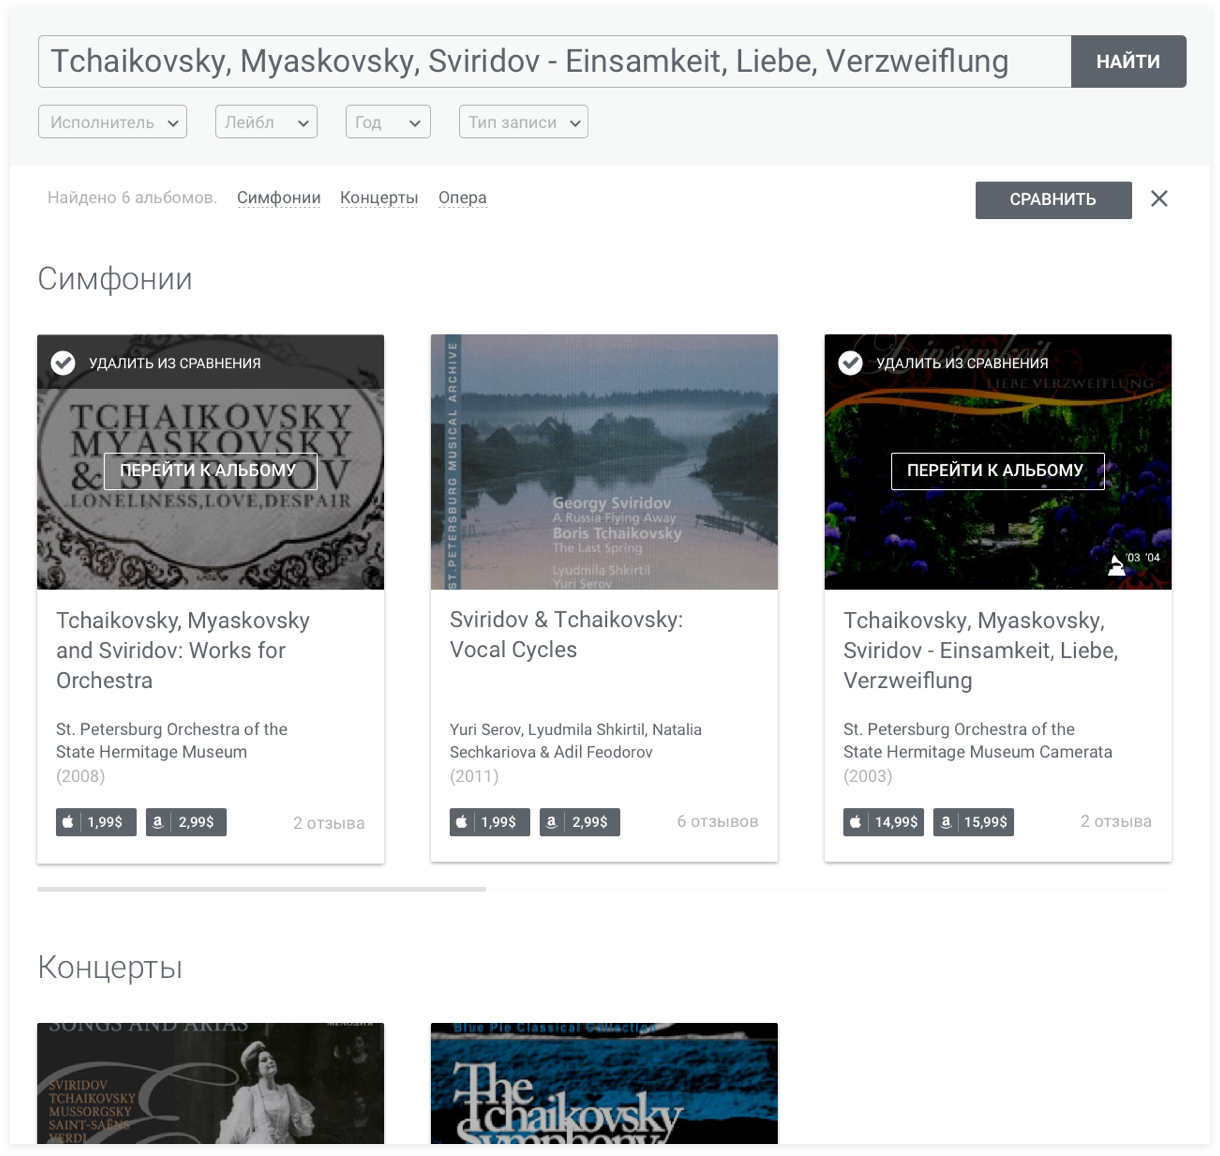 Tchaikovsky, Myaskovsky, Sviridov - Einsamkeit, Liebe, Verzweiflung
НАЙТИ
Исполнитель
Лейбл
Год
Тип записи
Найдено 6 альбомов.
Симфонии
Концерты
Опера
СРАВНИТЬ
Симфонии
УДАЛИТЬ ИЗ СРАВНЕНИЯ
TCHAIKOVSKY
MYASKOVSKY
& SVIRIDOV
LONELINESS, LOVE, DESPAIR
ПЕРЕЙТИ К АЛЬБОМУ
Tchaikovsky, Myaskovsky
and Sviridov: Works for
Orchestra
St. Petersburg Orchestra of the
State Hermitage Museum
(2008)
1,99$
2,99$
2 отзыва
ST. PETERSBURG MUSICAL ARCHIVE
Georgy Sviridov
A Russia Flying Away
Boris Tchaikovsky
The Last Spring
Lyudmila Shkirtil
Yuri Serov
Sviridov & Tchaikovsky:
Vocal Cycles
Yuri Serov, Lyudmila Shkirtil, Natalia
Sechkariova & Adil Feodorov
(2011)
1,99$
2,99$
6 отзывов
Einsamkeit
LIEBE VERZWEIFLUNG
УДАЛИТЬ ИЗ СРАВНЕНИЯ
ПЕРЕЙТИ К АЛЬБОМУ
'03 '04
Tchaikovsky, Myaskovsky,
Sviridov - Einsamkeit, Liebe,
Verzweiflung
St. Petersburg Orchestra of the
State Hermitage Museum Camerata
(2003)
14,99$
15,99$
2 отзыва
Концерты
SONGS AND ARIAS
МЕЛОДИЯ
SVIRIDOV
TCHAIKOVSKY
MUSSORGSKY
SAINT-SAËNS
VERDI
Blue Pie Classical Collection
The
Tchaikovsky
Symphony